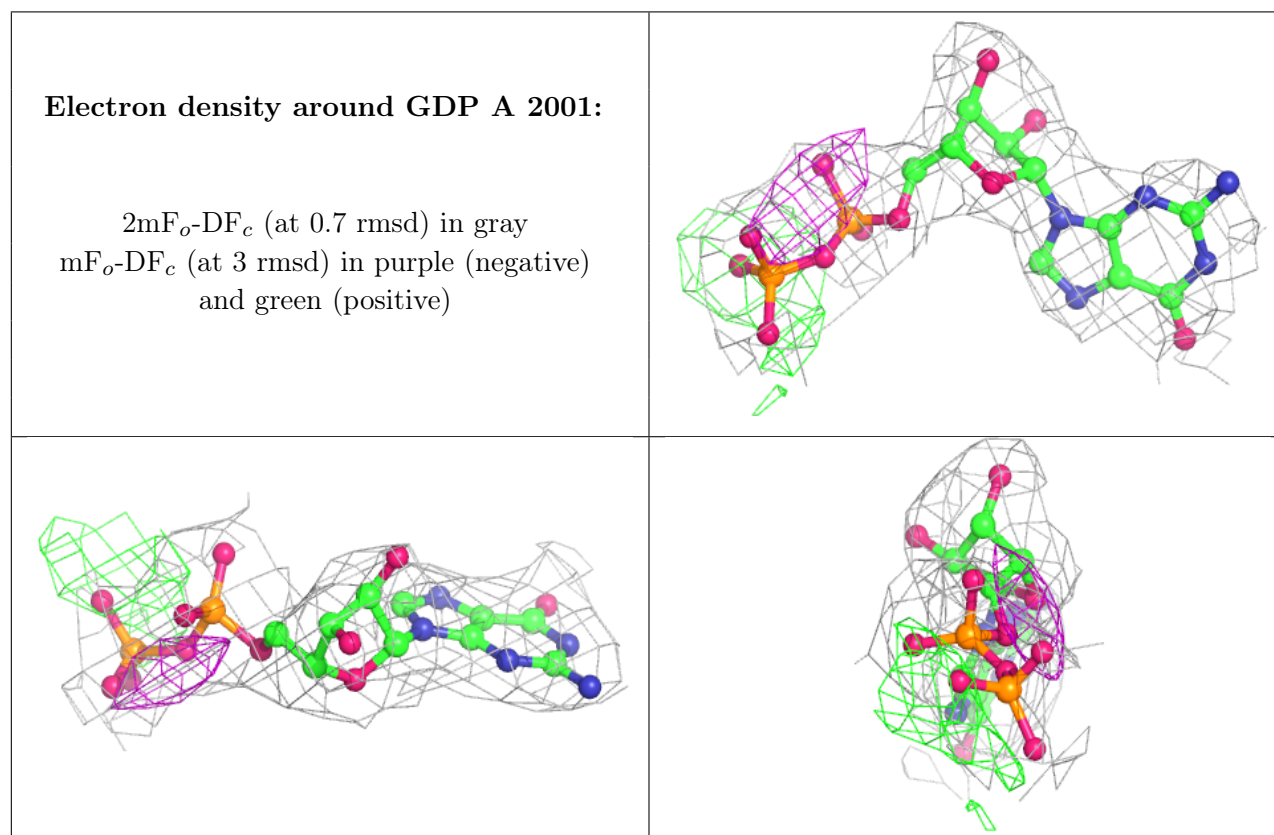 Electron density around GDP A 2001:
2mFo-DFc (at 0.7 rmsd) in gray
mFo-DFc (at 3 rmsd) in purple (negative)
and green (positive)